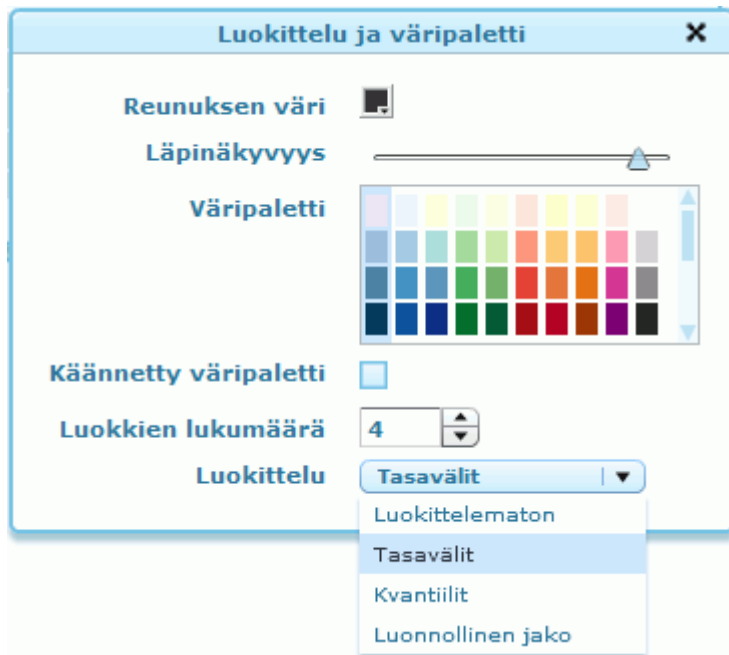 Luokittelu ja väripaletti
Reunuksen väri
Läpinäkyvyys
Väripaletti
Käännetty väripaletti
Luokkien lukumäärä 4
Luokittelu Tasavälit
Luokittelematon
Tasavälit
Kvantiilit
Luonnollinen jako